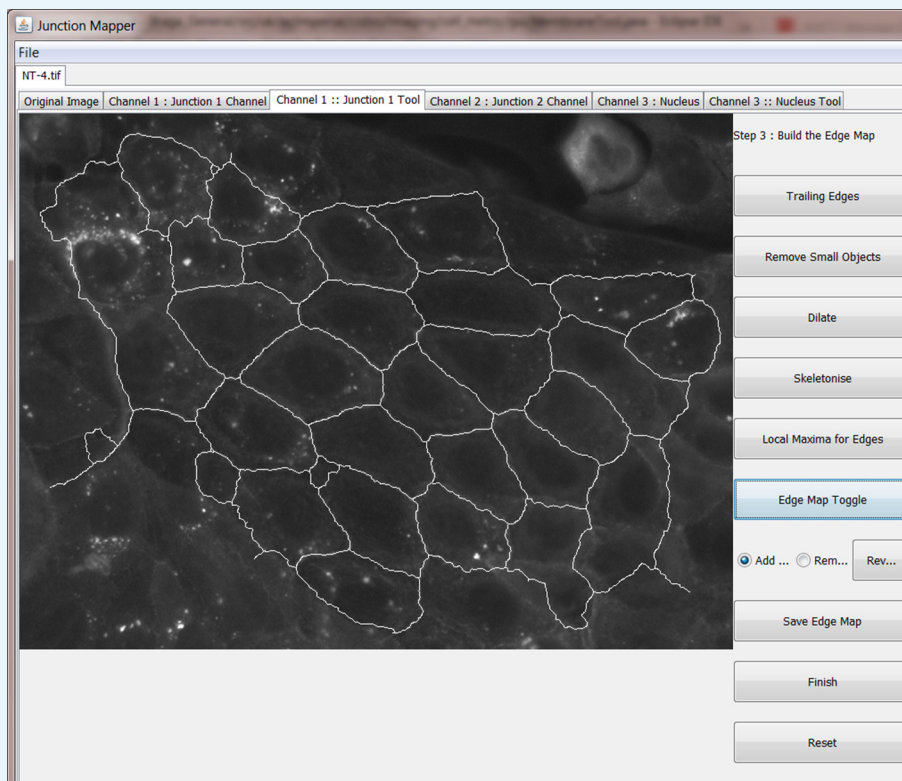 Junction Mapper
File
NT-4.tif
Original Image
Channel 1 : Junction 1 Channel
Channel 1 :: Junction 1 Tool
Channel 2 : Junction 2 Channel
Channel 3 : Nucleus
Channel 3 :: Nucleus Tool
Step 3 : Build the Edge Map
Trailing Edges
Remove Small Objects
Dilate
Skeletonise
Local Maxima for Edges
Edge Map Toggle
Add ...
Rem...
Rev...
Save Edge Map
Finish
Reset